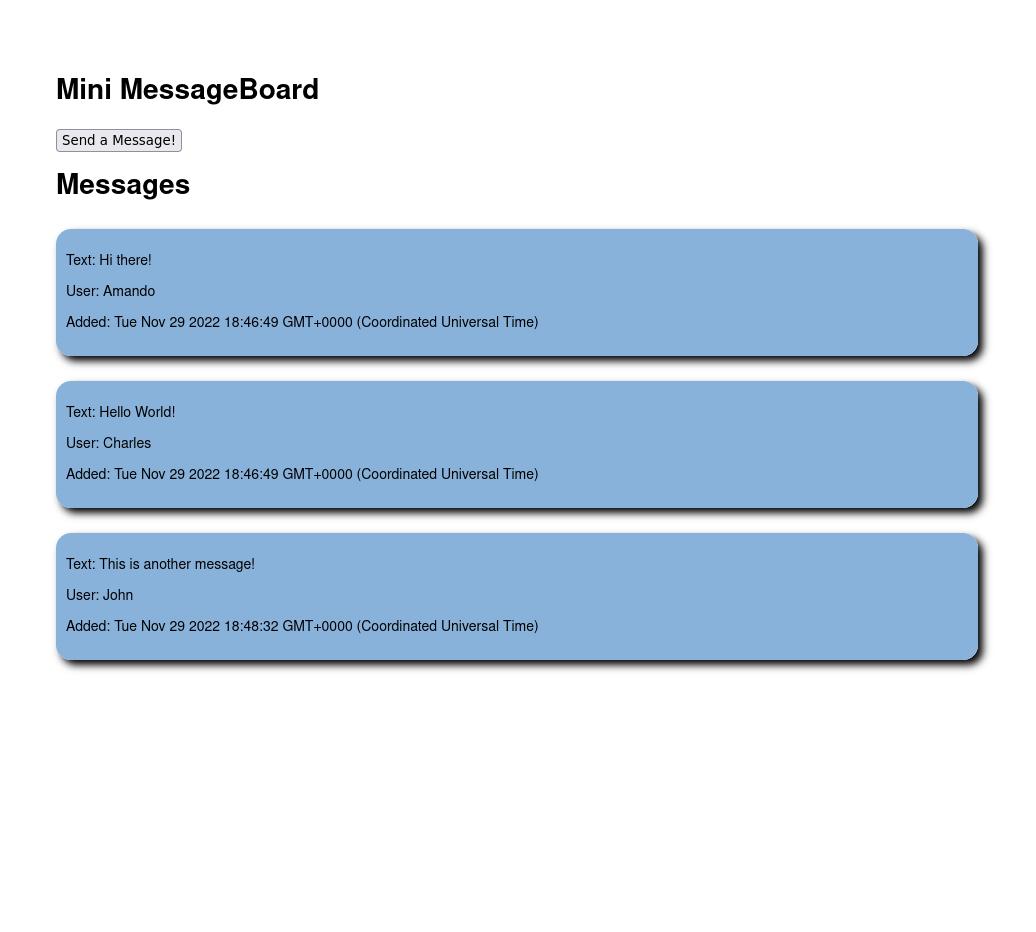 Mini MessageBoard
Send a Message!
Messages
Text: Hi there!
User: Amando
Added: Tue Nov 29 2022 18:46:49 GMT+0000 (Coordinated Universal Time)
Text: Hello World!
User: Charles
Added: Tue Nov 29 2022 18:46:49 GMT+0000 (Coordinated Universal Time)
Text: This is another message!
User: John
Added: Tue Nov 29 2022 18:48:32 GMT+0000 (Coordinated Universal Time)